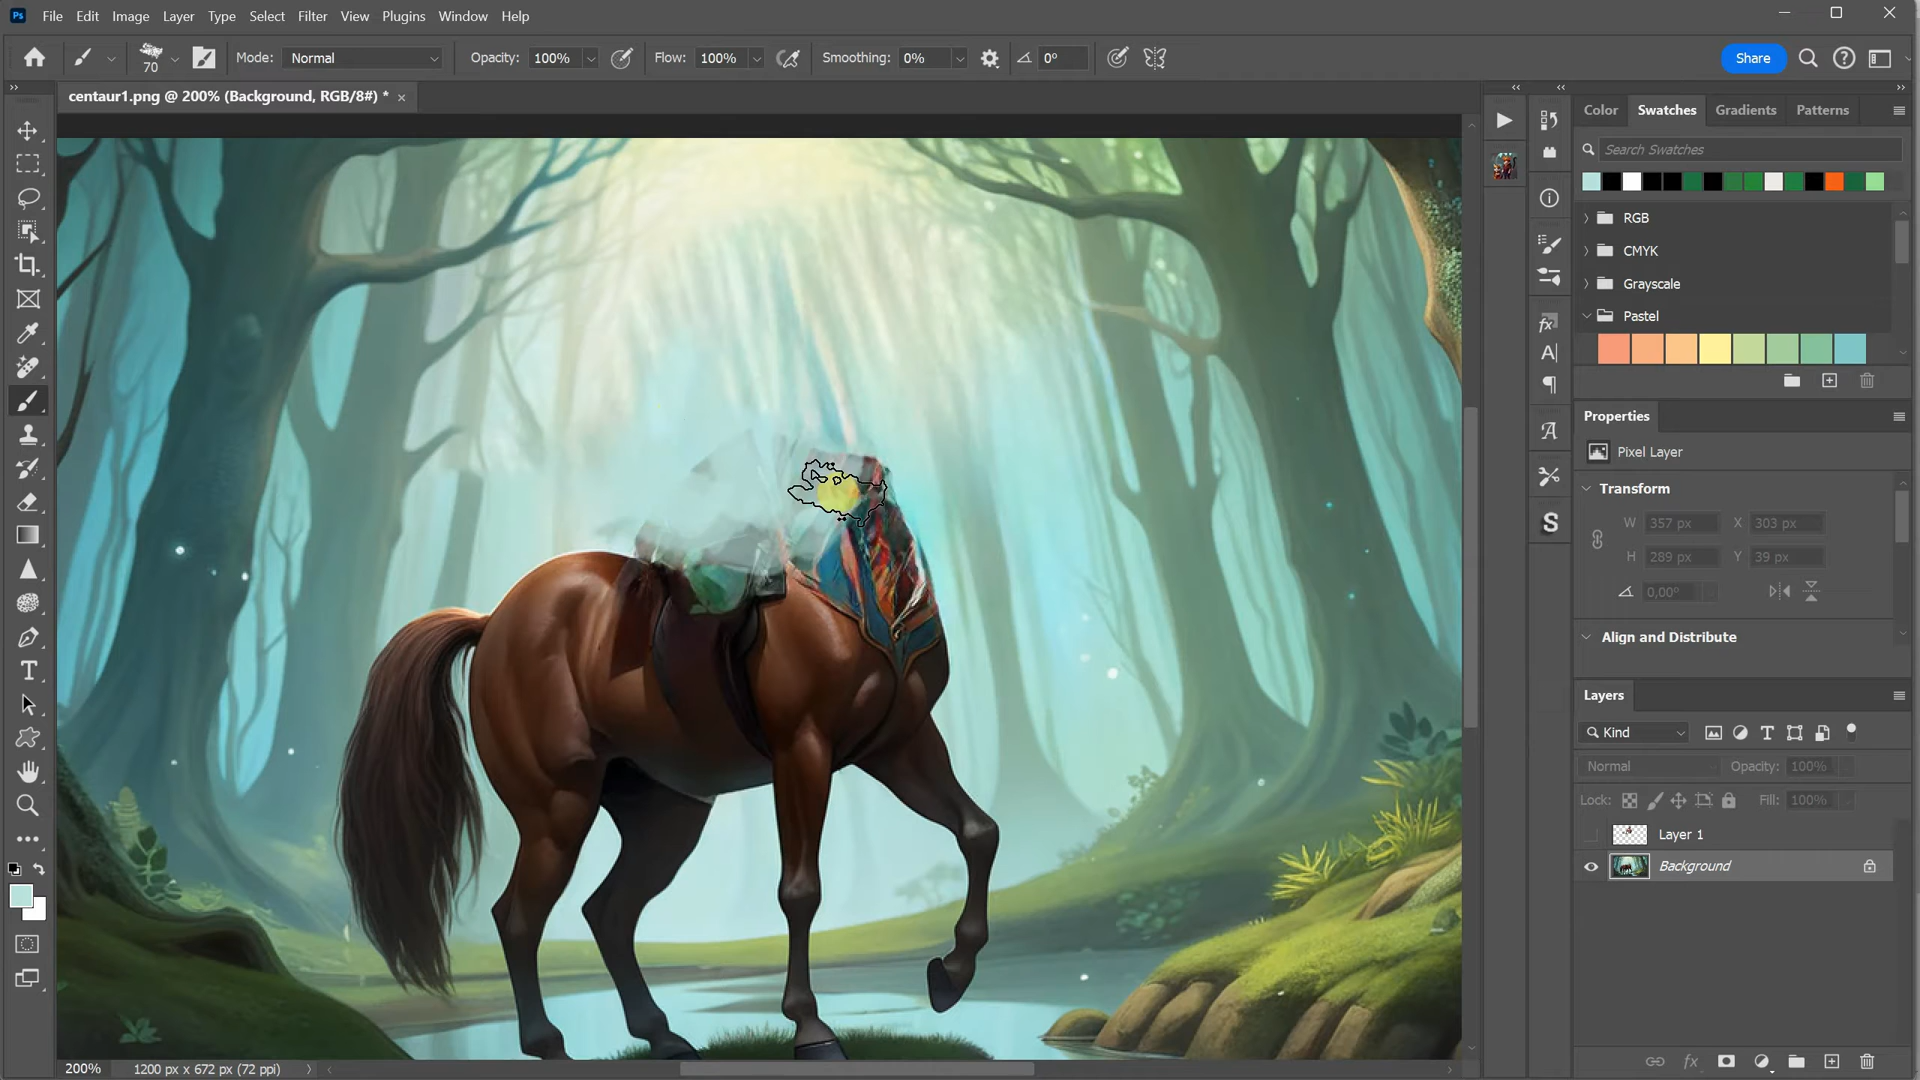 Ps File Edit Image Layer Type Select Filter View Plugins Window Help
70 Mode: Normal Opacity: 100% Flow: 100% Smoothing: 0% 0° Share
centaur1.png @ 200% (Background, RGB/8#) * ×
Color Swatches Gradients Patterns
Search Swatches
RGB
CMYK
Grayscale
Pastel
Properties
Pixel Layer
Transform
W 357 px X 303 px
H 289 px Y 39 px
0,00°
Align and Distribute
Layers
Kind
Normal Opacity: 100%
Lock: Fill: 100%
Layer 1
Background
200% 1200 px x 672 px (72 ppi)